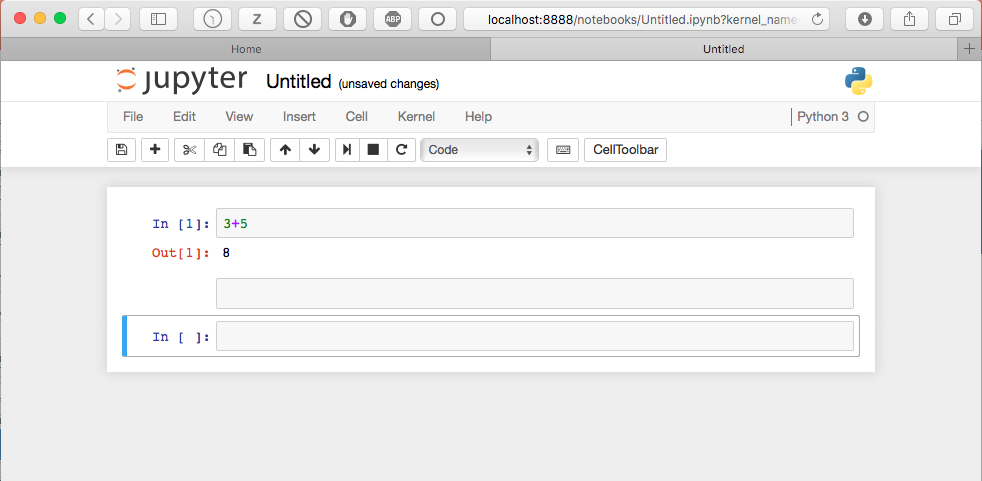 Z
ABP
localhost:8888/notebooks/Untitled.ipynb?kernel_name
Home
Untitled
jupyter Untitled (unsaved changes)
File Edit View Insert Cell Kernel Help Python 3
Code CellToolbar
In [1]: 3+5
Out[1]: 8
In [ ]: